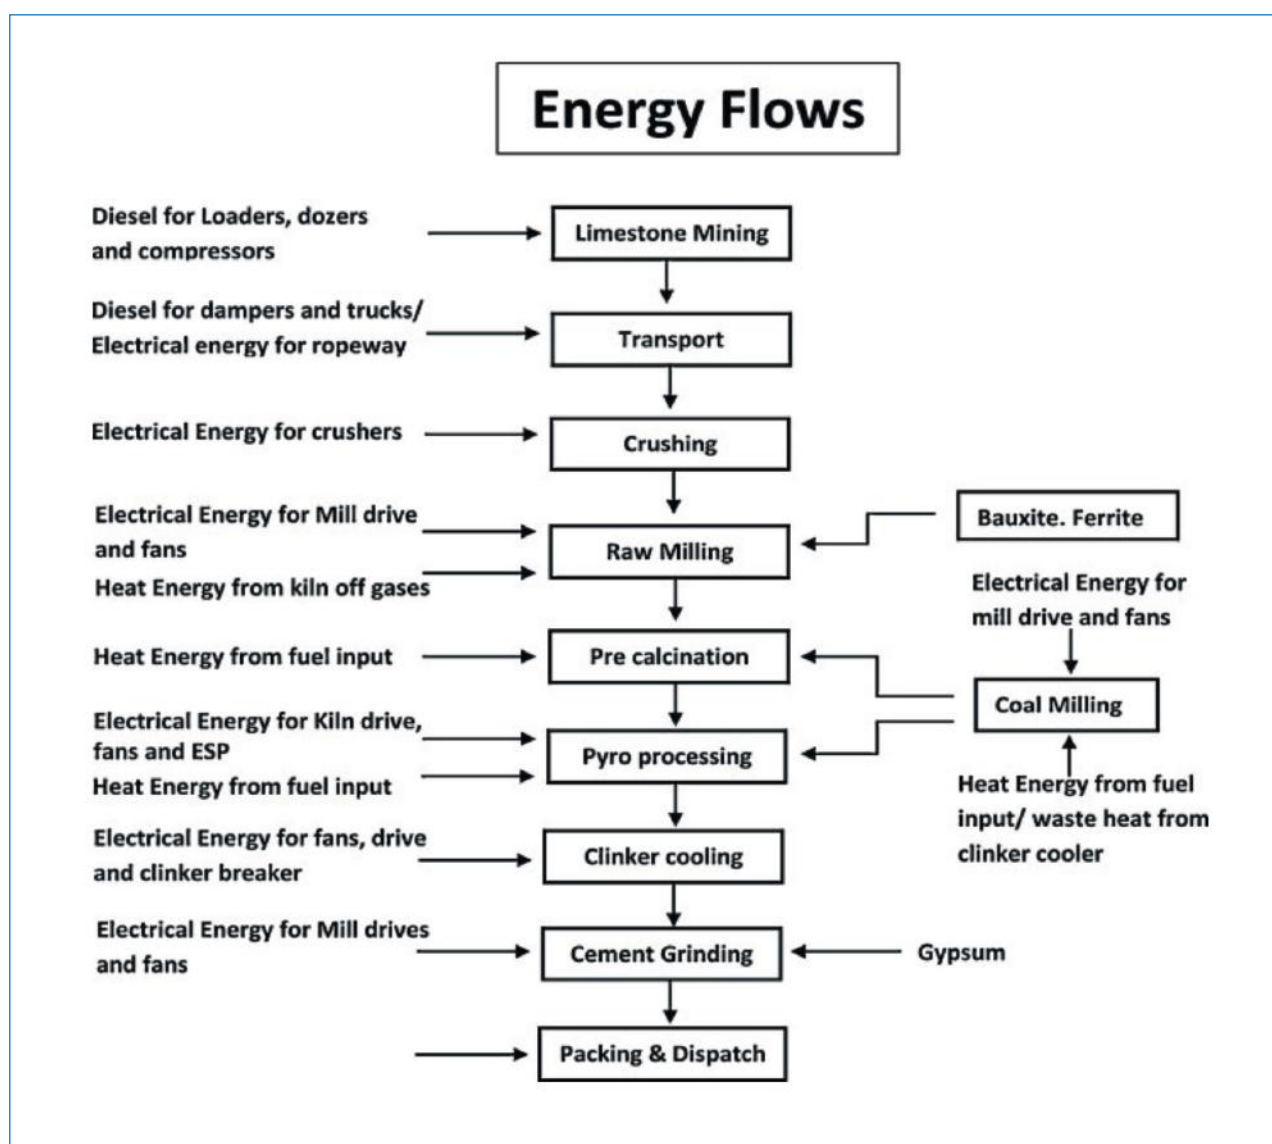 Energy Flows
Diesel for Loaders, dozers
and compressors
Limestone Mining
Diesel for dampers and trucks/
Electrical energy for ropeway
Transport
Electrical Energy for crushers
Crushing
Electrical Energy for Mill drive
and fans
Heat Energy from kiln off gases
Raw Milling
Bauxite. Ferrite
Electrical Energy for
mill drive and fans
Heat Energy from fuel input
Pre calcination
Coal Milling
Electrical Energy for Kiln drive,
fans and ESP
Heat Energy from fuel input
Pyro processing
Heat Energy from fuel
input/ waste heat from
clinker cooler
Electrical Energy for fans, drive
and clinker breaker
Clinker cooling
Electrical Energy for Mill drives
and fans
Cement Grinding
Gypsum
Packing & Dispatch